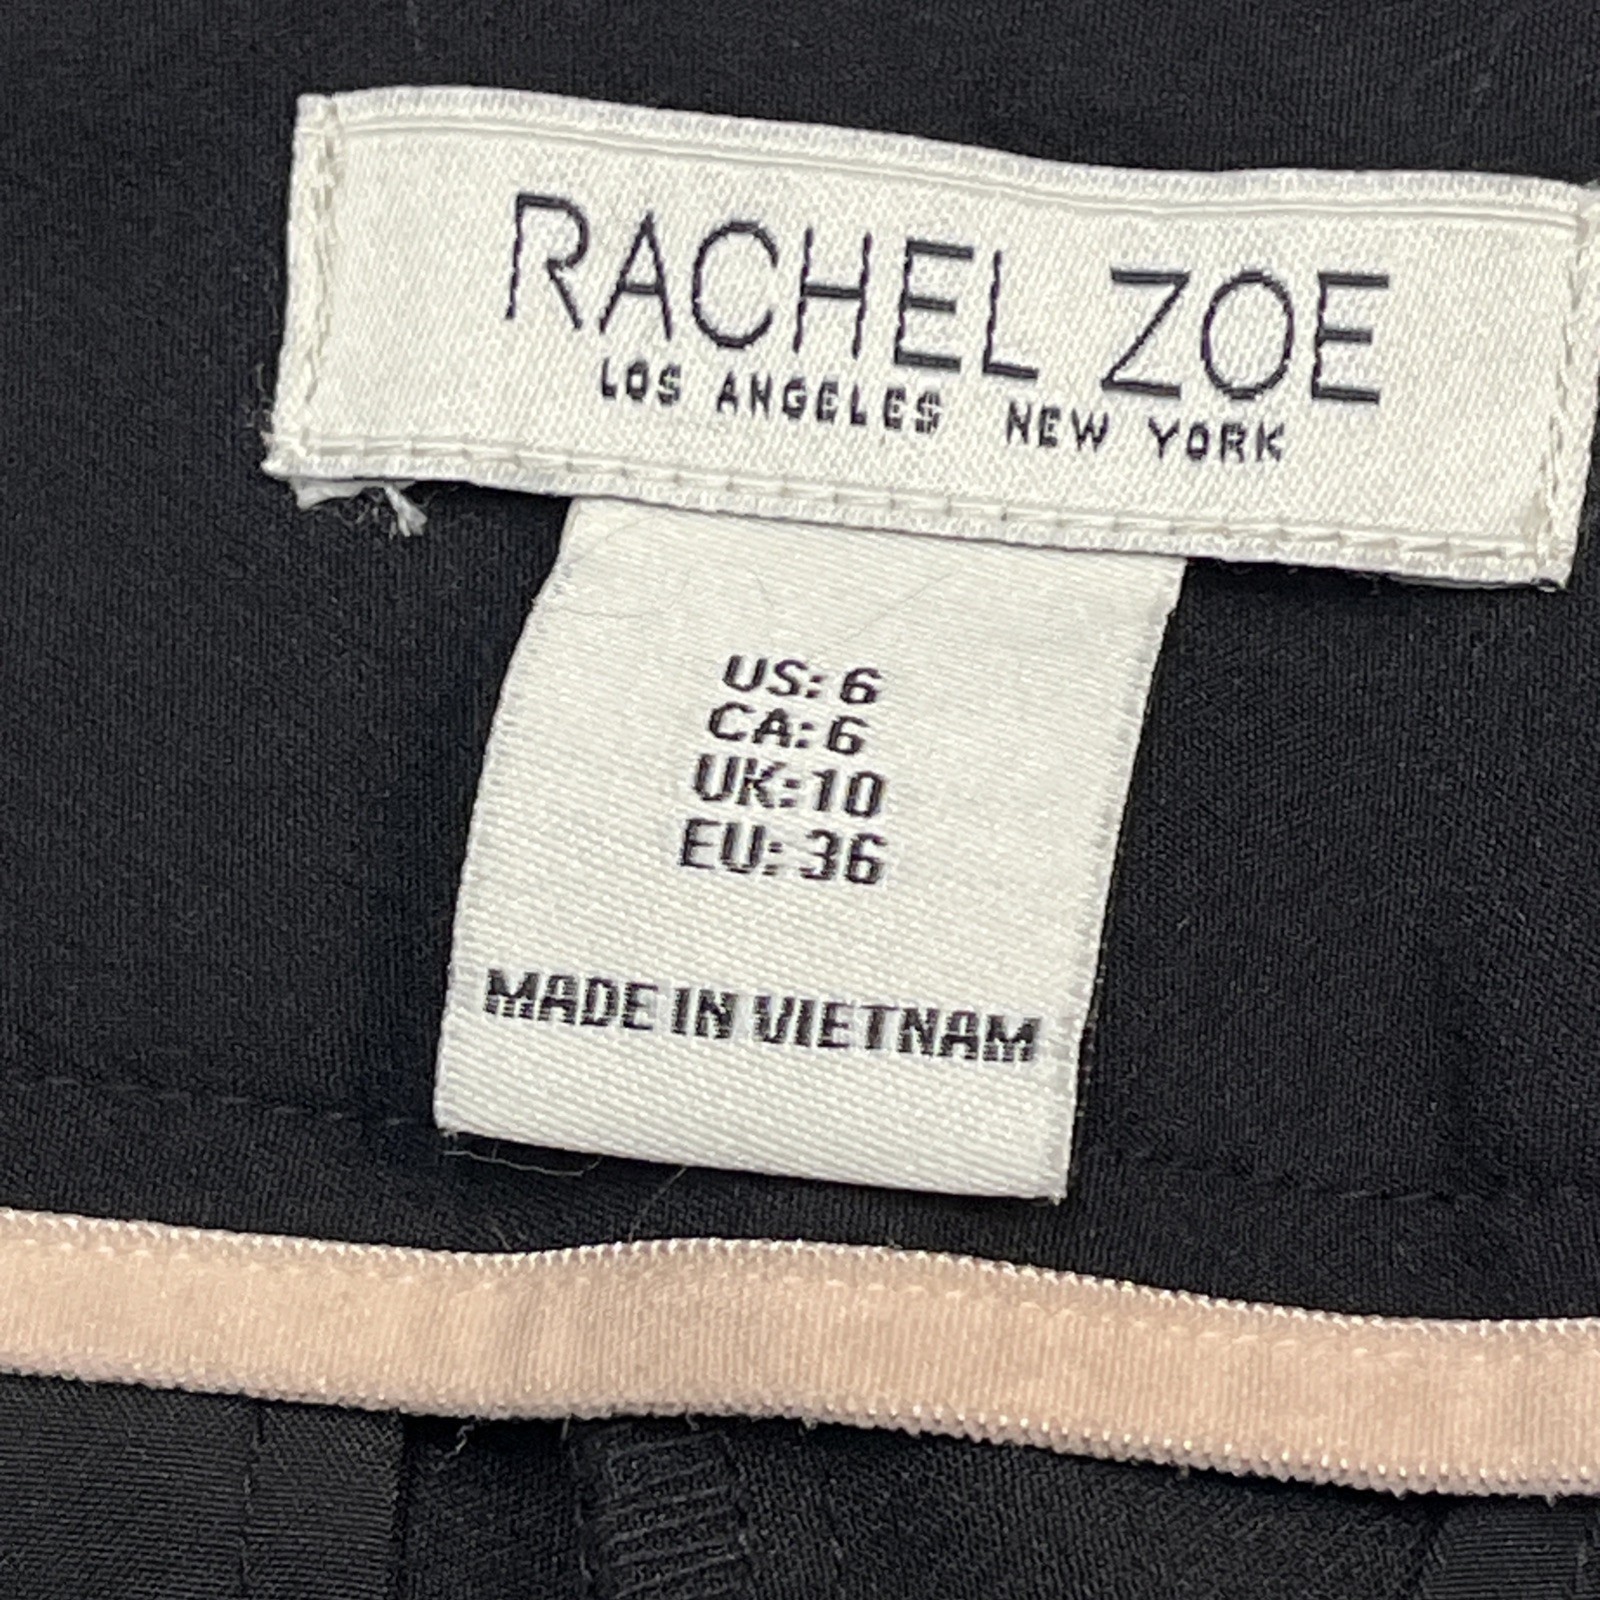 RACHEL ZOE
LOS ANGELES NEW YORK
US: 6
CA: 6
UK: 10
EU: 36
MADE IN VIETNAM